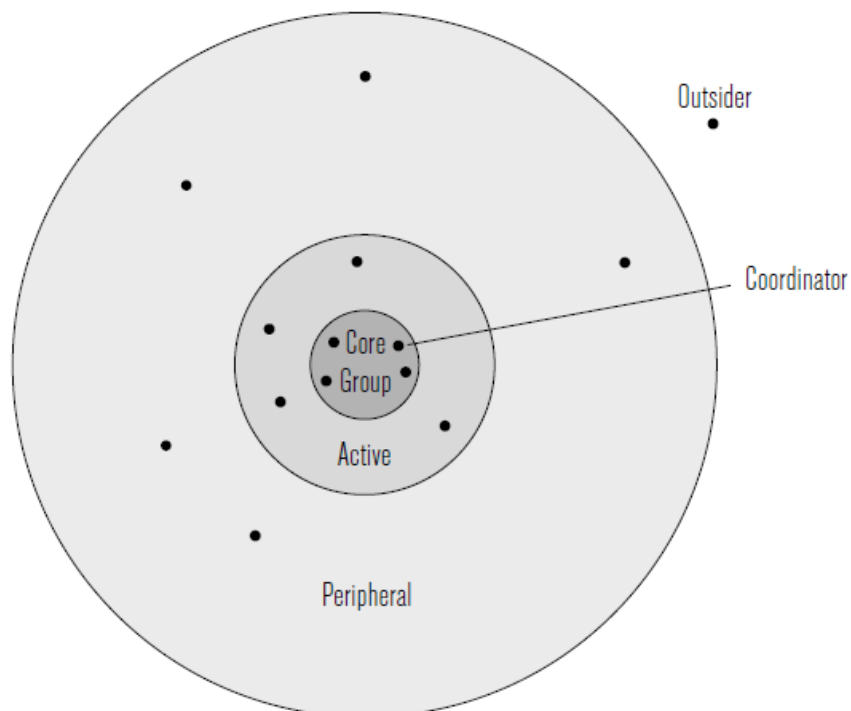 Outsider
Coordinator
Core
Group
Active
Peripheral